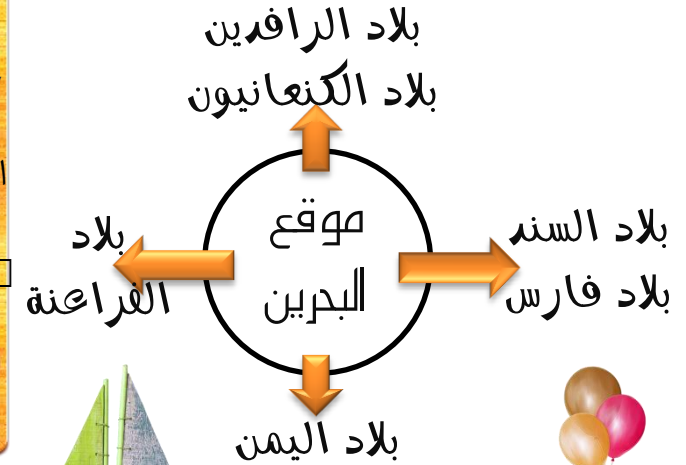 بلاد الرافدين
بلاد الكنعانيون
موقع
البحرين
بلاد السند
بلاد فارس
بلاد
الفراعنة
بلاد اليمن